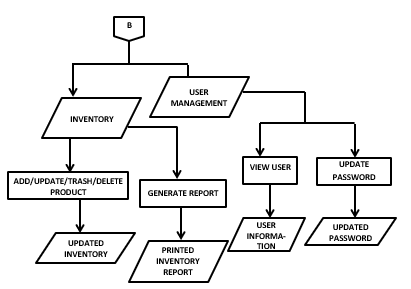 B
USER
MANAGEMENT
INVENTORY
ADD/UPDATE/TRASH/DELETE
PRODUCT
GENERATE REPORT
VIEW USER
UPDATE
PASSWORD
UPDATED
INVENTORY
PRINTED
INVENTORY
REPORT
USER
INFORMA-
TION
UPDATED
PASSWORD